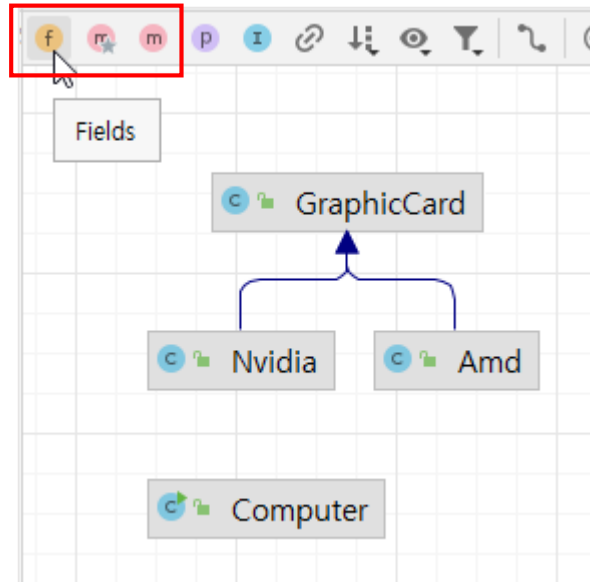 f m m p I
Fields
C GraphicCard
C Nvidia C Amd
C Computer